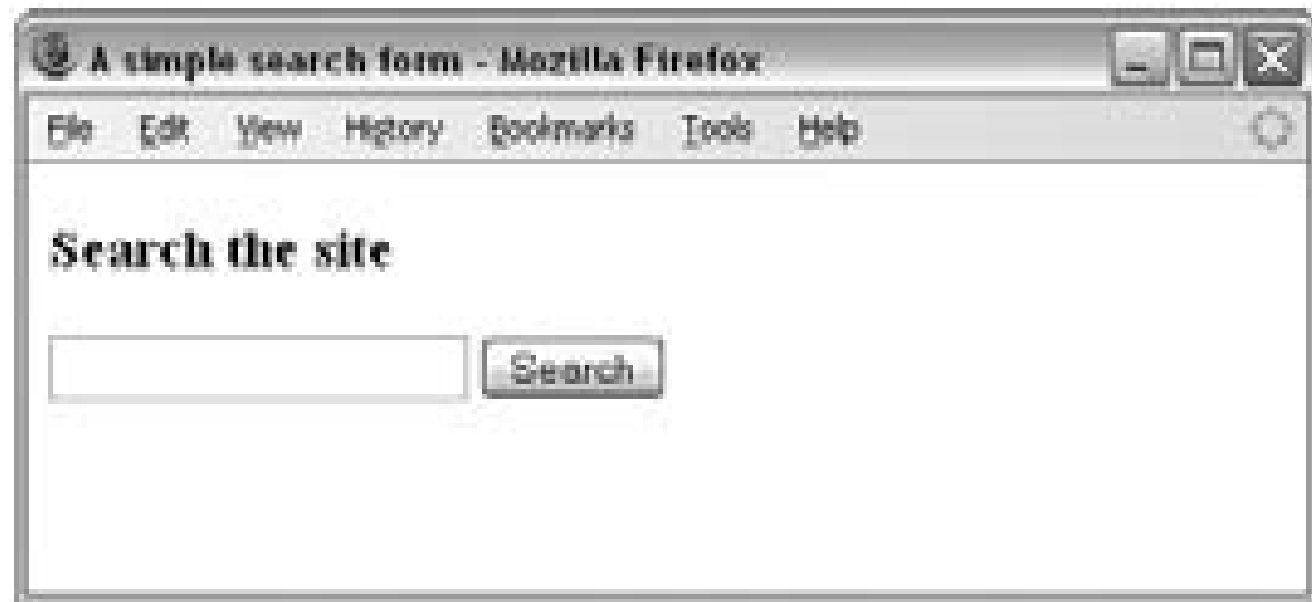 A simple search form - Mozilla Firefox
File Edit View History Bookmarks Tools Help
Search the site
Search